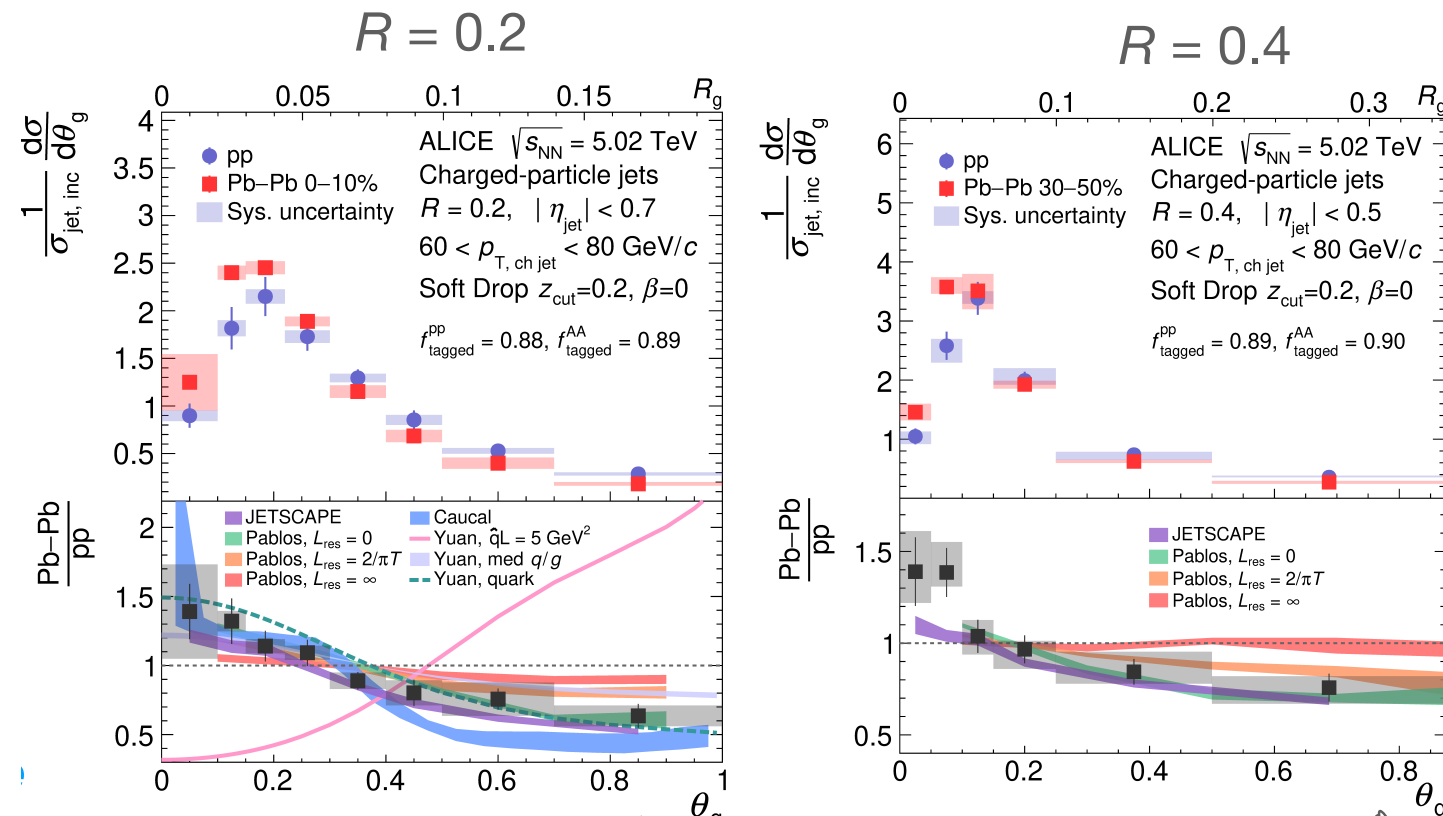 R = 0.2
0 0.05 0.1 0.15 R_g
1/σ_jet, inc dσ/dθ_g
4
3.5
3
2.5
2
1.5
1
0.5
pp
Pb–Pb 0–10%
Sys. uncertainty
ALICE √s_NN = 5.02 TeV
Charged-particle jets
R = 0.2, | η_jet | < 0.7
60 < p_T, ch jet < 80 GeV/c
Soft Drop z_cut=0.2, β=0
f_tagged^pp = 0.88, f_tagged^AA = 0.89
Pb–Pb/pp
2
1.5
1
0.5
JETSCAPE
Pablos, L_res = 0
Pablos, L_res = 2/πT
Pablos, L_res = ∞
Caucal
Yuan, q̂L = 5 GeV²
Yuan, med q/g
Yuan, quark
0 0.2 0.4 0.6 0.8 1
θ_g
R = 0.4
0 0.1 0.2 0.3 R_g
1/σ_jet, inc dσ/dθ_g
6
5
4
3
2
1
pp
Pb–Pb 30–50%
Sys. uncertainty
ALICE √s_NN = 5.02 TeV
Charged-particle jets
R = 0.4, | η_jet | < 0.5
60 < p_T, ch jet < 80 GeV/c
Soft Drop z_cut=0.2, β=0
f_tagged^pp = 0.89, f_tagged^AA = 0.90
Pb–Pb/pp
1.5
1
0.5
JETSCAPE
Pablos, L_res = 0
Pablos, L_res = 2/πT
Pablos, L_res = ∞
0 0.2 0.4 0.6 0.8
θ_g